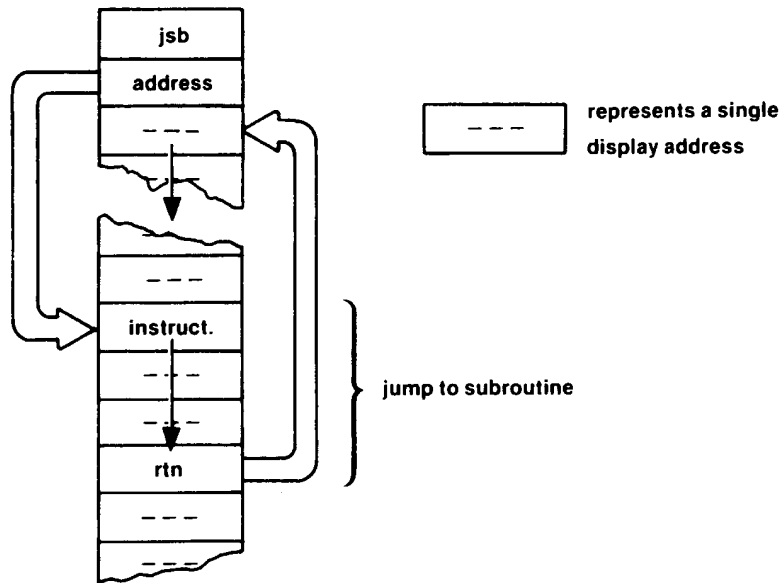 jsb
address
represents a single
display address
instruct.
jump to subroutine
rtn